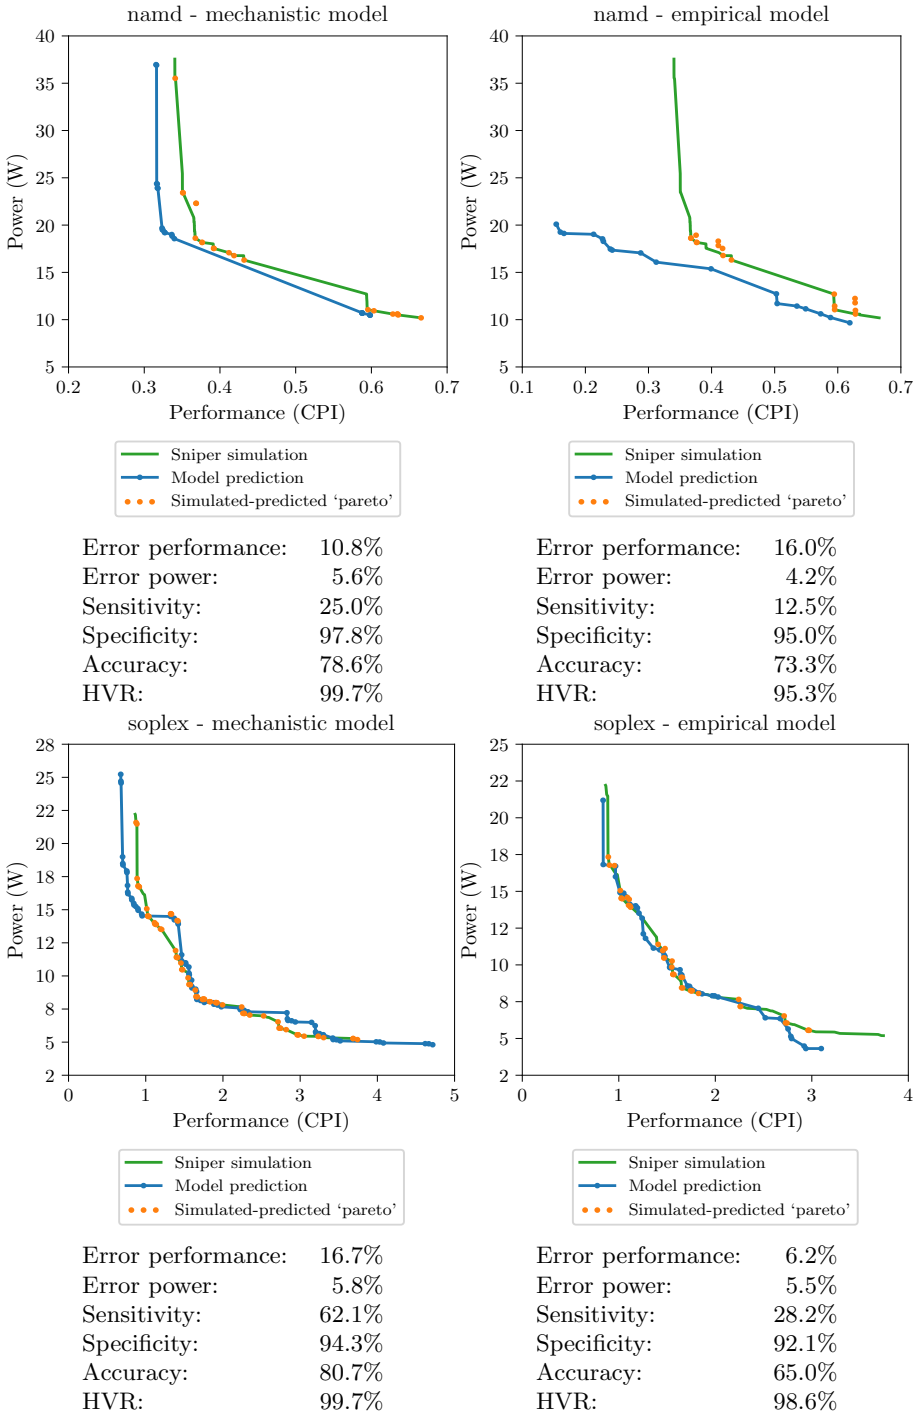 namd - mechanistic model
40
35
30
25
20
15
10
5
Power (W)
0.2 0.3 0.4 0.5 0.6 0.7
Performance (CPI)
Sniper simulation
Model prediction
Simulated-predicted ‘pareto’
Error performance: 10.8%
Error power: 5.6%
Sensitivity: 25.0%
Specificity: 97.8%
Accuracy: 78.6%
HVR: 99.7%
namd - empirical model
40
35
30
25
20
15
10
5
Power (W)
0.1 0.2 0.3 0.4 0.5 0.6 0.7
Performance (CPI)
Sniper simulation
Model prediction
Simulated-predicted ‘pareto’
Error performance: 16.0%
Error power: 4.2%
Sensitivity: 12.5%
Specificity: 95.0%
Accuracy: 73.3%
HVR: 95.3%
soplex - mechanistic model
28
25
22
20
18
15
12
10
8
5
2
Power (W)
0 1 2 3 4 5
Performance (CPI)
Sniper simulation
Model prediction
Simulated-predicted ‘pareto’
Error performance: 16.7%
Error power: 5.8%
Sensitivity: 62.1%
Specificity: 94.3%
Accuracy: 80.7%
HVR: 99.7%
soplex - empirical model
25
22
20
18
15
12
10
8
5
2
Power (W)
0 1 2 3 4
Performance (CPI)
Sniper simulation
Model prediction
Simulated-predicted ‘pareto’
Error performance: 6.2%
Error power: 5.5%
Sensitivity: 28.2%
Specificity: 92.1%
Accuracy: 65.0%
HVR: 98.6%